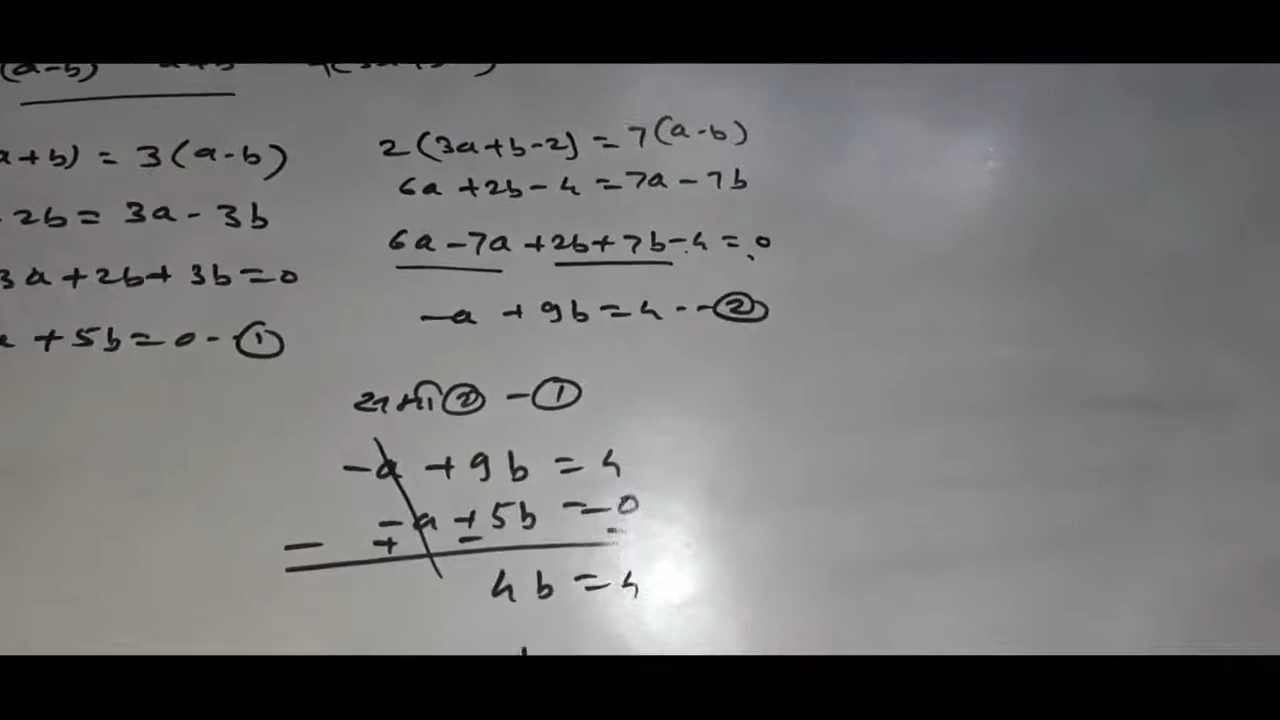 (a-b)
a+b) = 3(a-b)
2b = 3a - 3b
3a + 2b + 3b = 0
+ 5b = 0 - ①
2(3a+b-2) = 7(a-b)
6a + 2b - 4 = 7a - 7b
6a - 7a + 2b + 7b - 4 = 0
-a + 9b = 4 -- ②
સમી ② - ①
-a + 9b = 4
-a + 5b = 0
- + - -
4b = 4